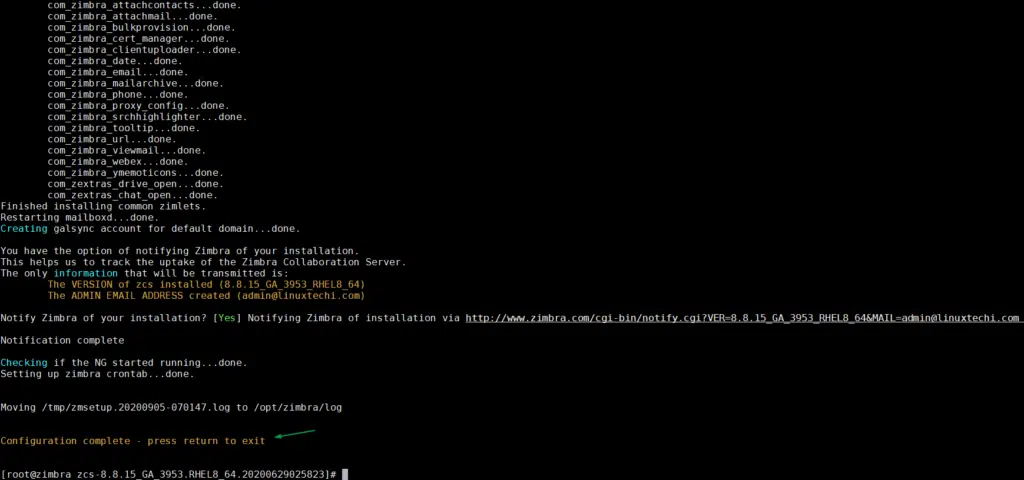 com_zimbra_attachcontacts...done.
com_zimbra_attachmail...done.
com_zimbra_bulkprovision...done.
com_zimbra_cert_manager...done.
com_zimbra_clientuploader...done.
com_zimbra_date...done.
com_zimbra_email...done.
com_zimbra_mailarchive...done.
com_zimbra_phone...done.
com_zimbra_proxy_config...done.
com_zimbra_srchhighlighter...done.
com_zimbra_tooltip...done.
com_zimbra_url...done.
com_zimbra_viewmail...done.
com_zimbra_webex...done.
com_zimbra_ymemoticons...done.
com_zextras_drive_open...done.
com_zextras_chat_open...done.
Finished installing common zimlets.
Restarting mailboxd...done.
Creating galsync account for default domain...done.
You have the option of notifying Zimbra of your installation.
This helps us to track the uptake of the Zimbra Collaboration Server.
The only information that will be transmitted is:
The VERSION of zcs installed (8.8.15_GA_3953_RHEL8_64)
The ADMIN EMAIL ADDRESS created (admin@linuxtechi.com)
Notify Zimbra of your installation? [Yes] Notifying Zimbra of installation via http://www.zimbra.com/cgi-bin/notify.cgi?VER=8.8.15_GA_3953_RHEL8_64&MAIL=admin@linuxtechi.com
Notification complete
Checking if the NG started running...done.
Setting up zimbra crontab...done.
Moving /tmp/zmsetup.20200905-070147.log to /opt/zimbra/log
Configuration complete - press return to exit
[root@zimbra zcs-8.8.15_GA_3953.RHEL8_64.20200629025823]#